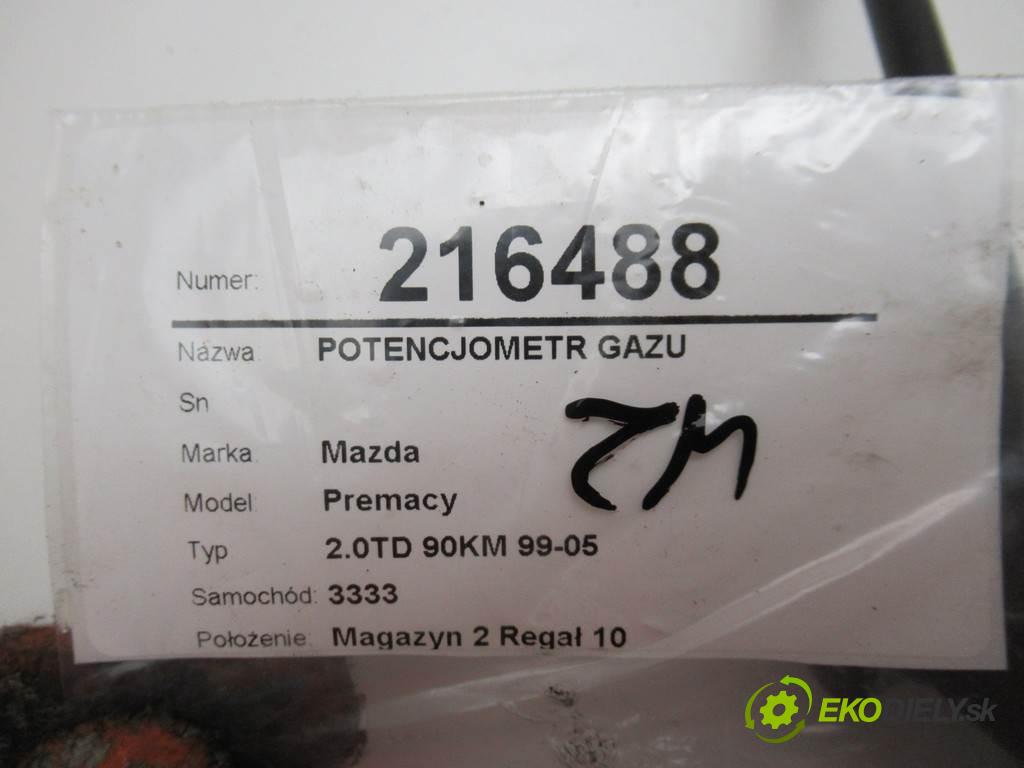 Numer: 216488
Nazwa: POTENCJOMETR GAZU
Sn
Marka: Mazda
Model: Premacy
Typ 2.0TD 90KM 99-05
Samochód: 3333
Położenie: Magazyn 2 Regał 10
EKODIELY.sk